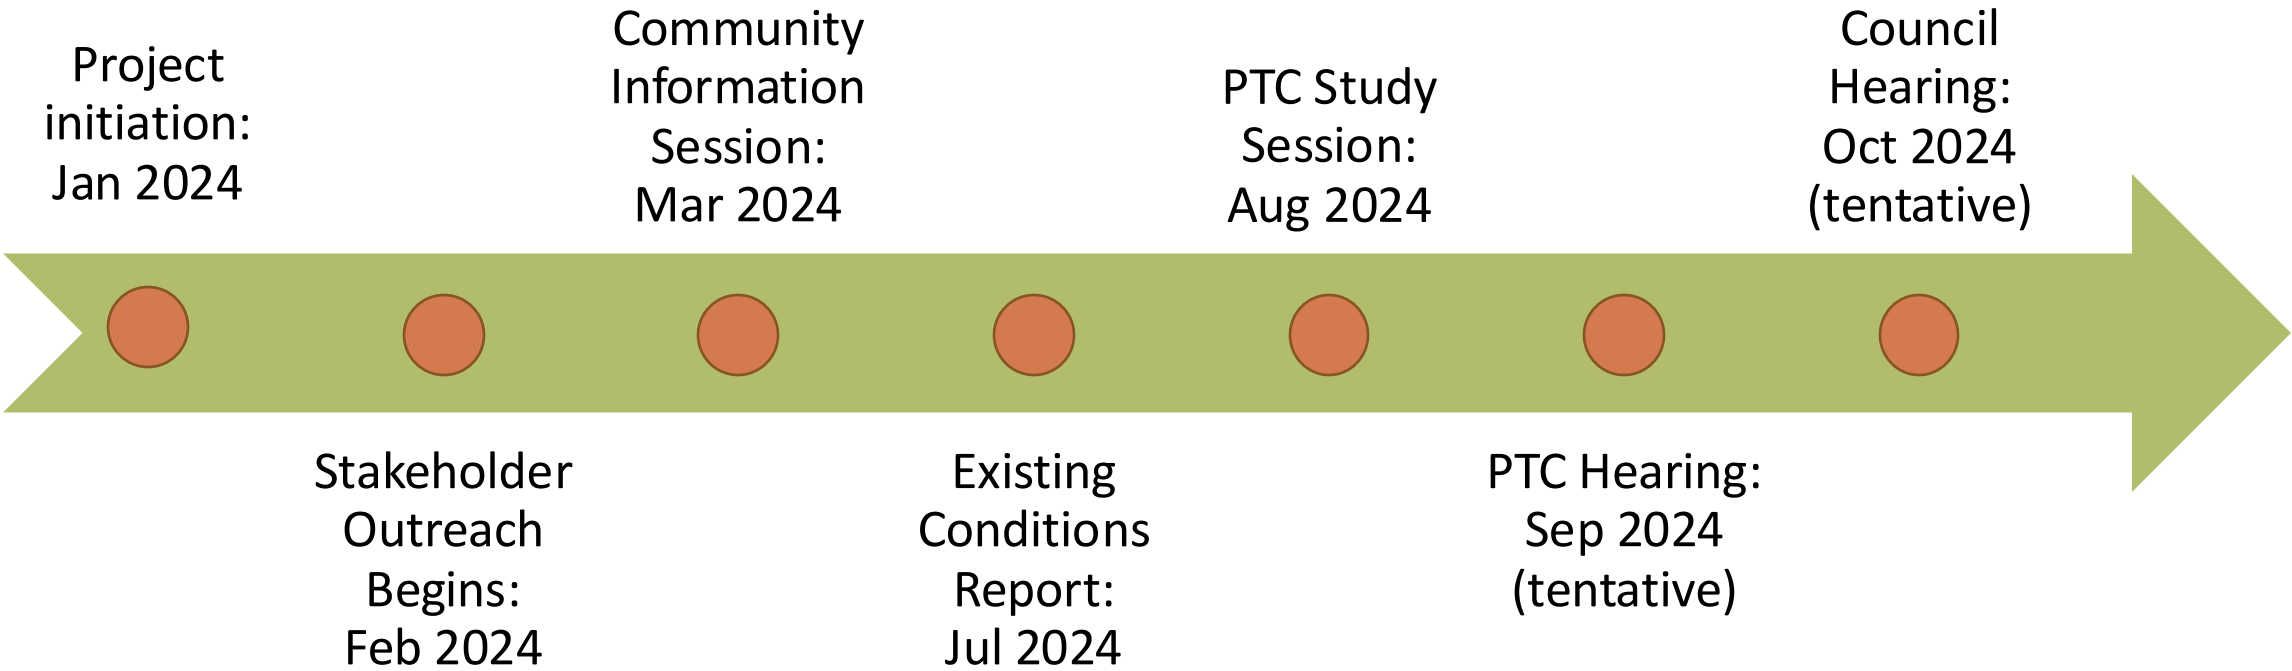 Project
initiation:
Jan 2024
Stakeholder
Outreach
Begins:
Feb 2024
Community
Information
Session:
Mar 2024
Existing
Conditions
Report:
Jul 2024
PTC Study
Session:
Aug 2024
PTC Hearing:
Sep 2024
(tentative)
Council
Hearing:
Oct 2024
(tentative)